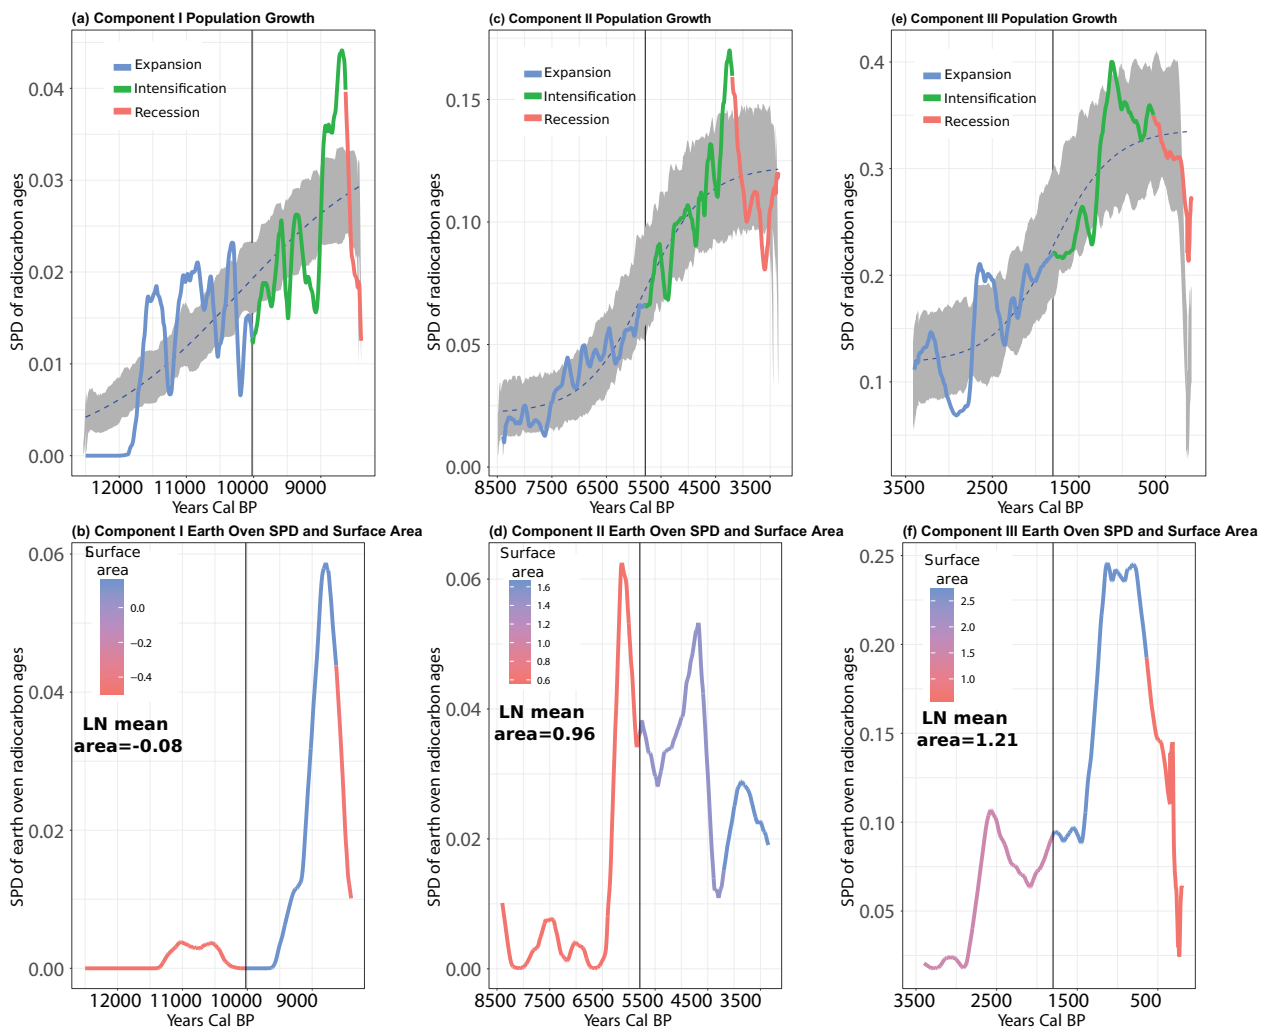 (a) Component I Population Growth
SPD of radiocarbon ages
0.04
0.03
0.02
0.01
0.00
Expansion
Intensification
Recession
12000 11000 10000 9000
Years Cal BP
(c) Component II Population Growth
SPD of radiocarbon ages
0.15
0.10
0.05
0.00
Expansion
Intensification
Recession
8500 7500 6500 5500 4500 3500
Years Cal BP
(e) Component III Population Growth
SPD of radiocarbon ages
0.4
0.3
0.2
0.1
Expansion
Intensification
Recession
3500 2500 1500 500
Years Cal BP
(b) Component I Earth Oven SPD and Surface Area
SPD of earth oven radiocarbon ages
0.06
0.04
0.02
0.00
Surface
area
0.0
−0.2
−0.4
LN mean
area=-0.08
12000 11000 10000 9000
Years Cal BP
(d) Component II Earth Oven SPD and Surface Area
SPD of earth oven radiocarbon ages
0.06
0.04
0.02
0.00
Surface
area
1.6
1.4
1.2
1.0
0.8
0.6
LN mean
area=0.96
8500 7500 6500 5500 4500 3500
Years Cal BP
(f) Component III Earth Oven SPD and Surface Area
SPD of earth oven radiocarbon ages
0.25
0.20
0.15
0.10
0.05
Surface
area
2.5
2.0
1.5
1.0
LN mean
area=1.21
3500 2500 1500 500
Years Cal BP